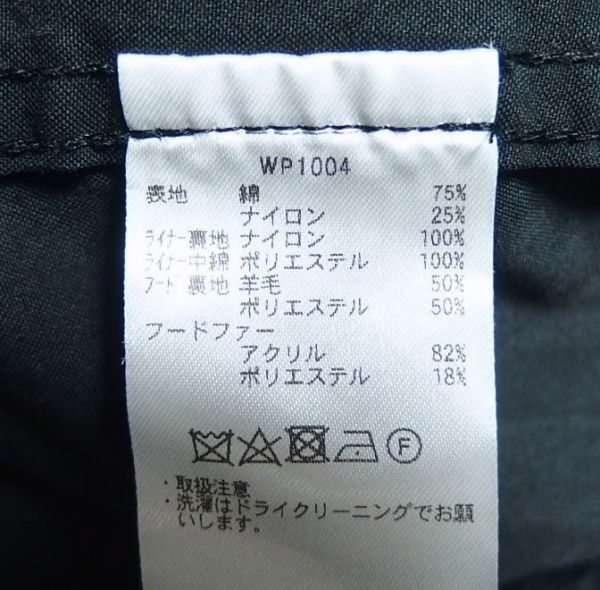 WP1004
表地 綿 75%
ナイロン 25%
ライナー裏地 ナイロン 100%
ライナー中綿 ポリエステル 100%
フード 裏地 羊毛 50%
ポリエステル 50%
フードファー
アクリル 82%
ポリエステル 18%
F
・取扱注意
・洗濯はドライクリーニングでお願
いします。